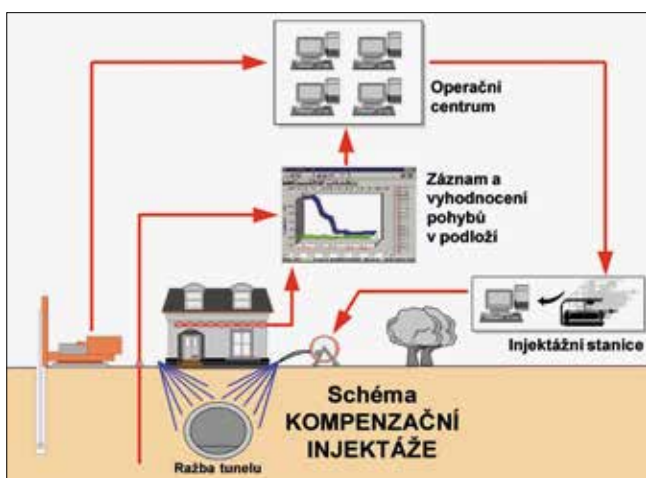 Operační
centrum
Záznam a
vyhodnocení
pohybů
v podloží
Injektážní stanice
Schéma
KOMPENZAČNÍ
INJEKTÁŽE
Ražba tunelu